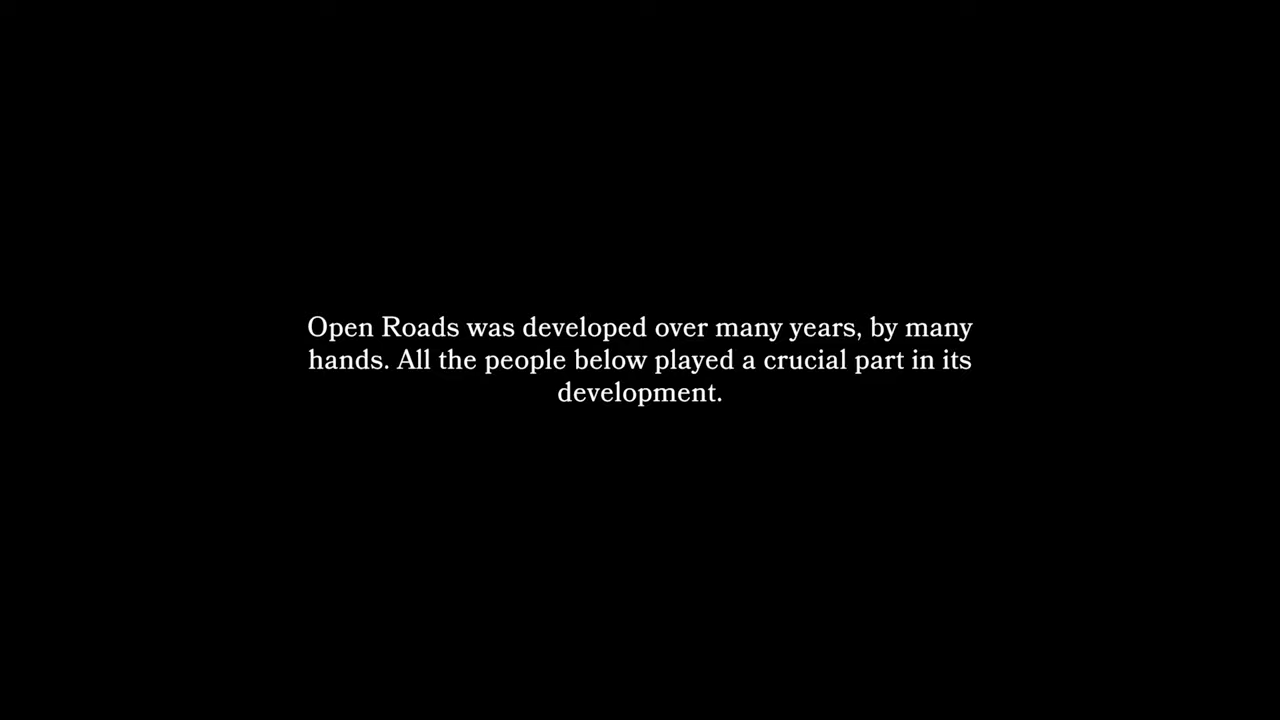 Open Roads was developed over many years, by many
hands. All the people below played a crucial part in its
development.